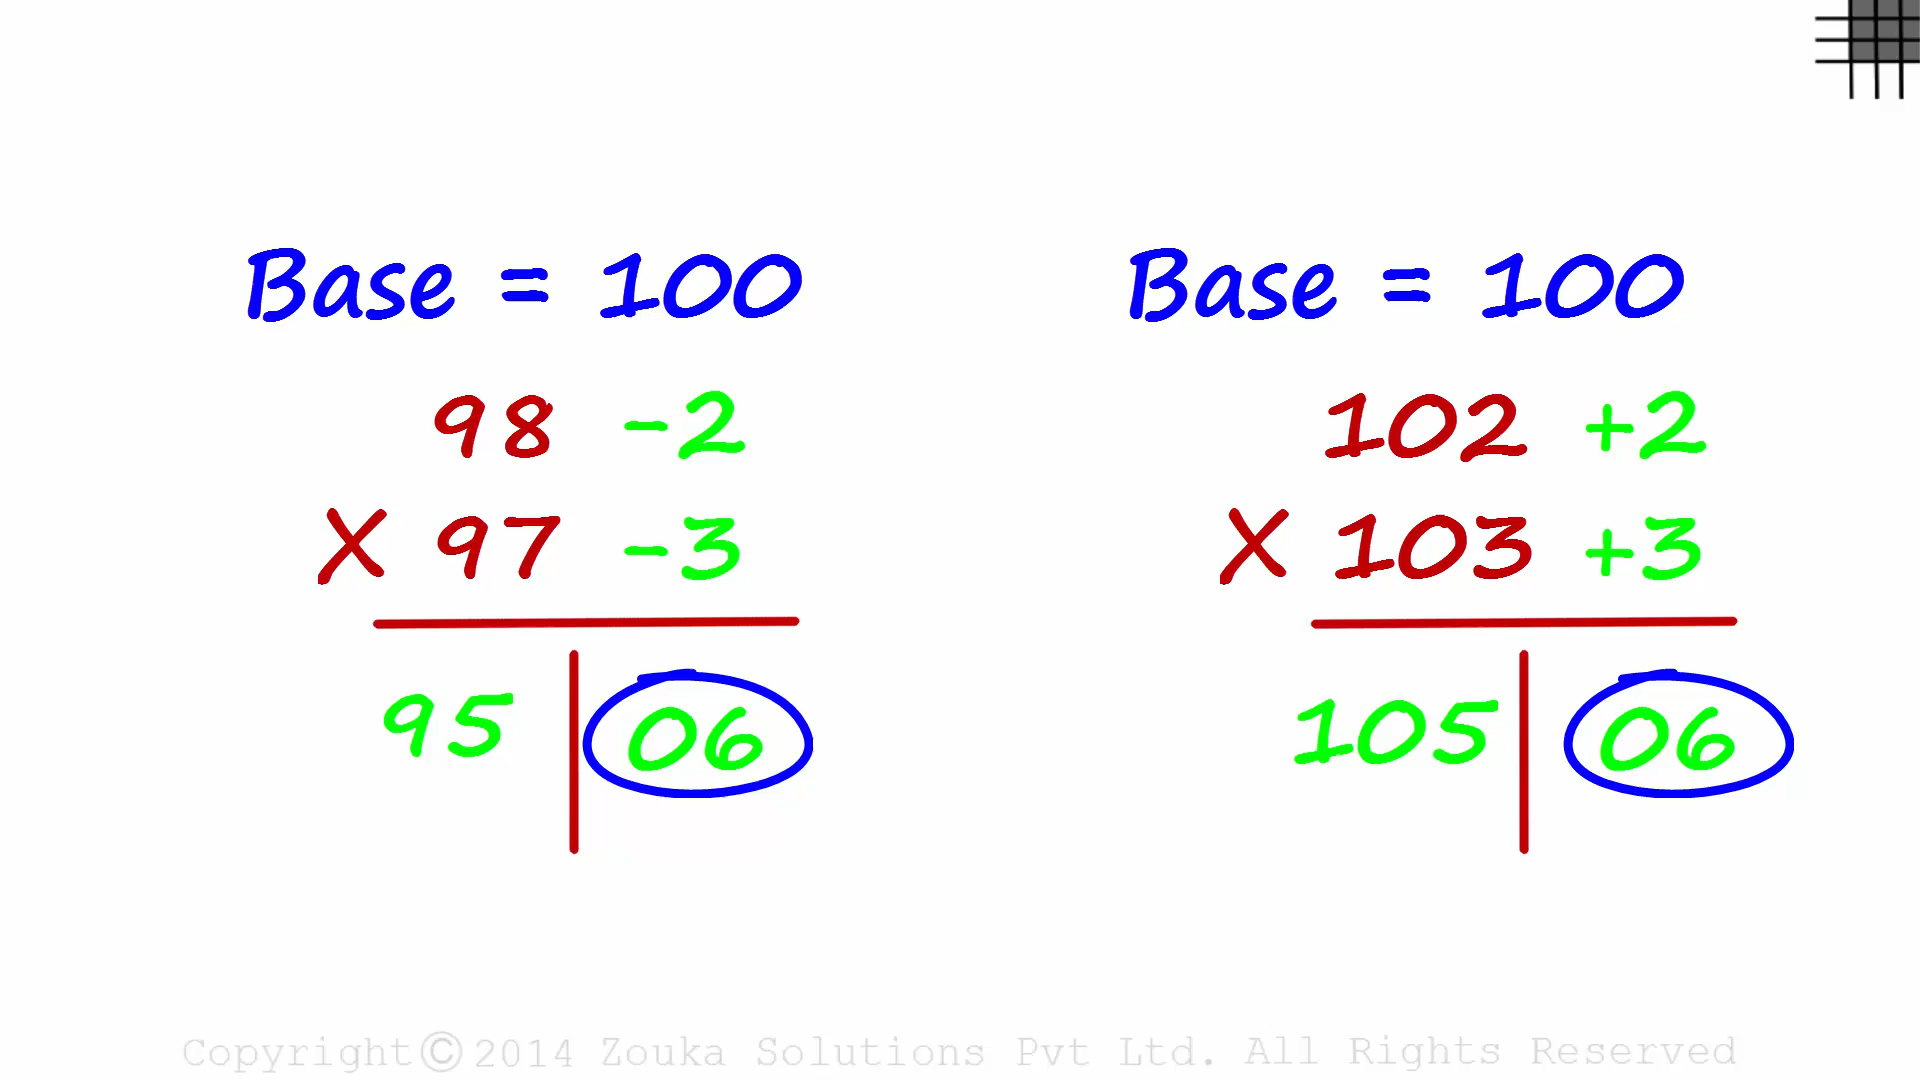 Base = 100
98 -2
X 97 -3
95 | 06
Base = 100
102 +2
X 103 +3
105 | 06
Copyright©2014 Zouka Solutions Pvt Ltd. All Rights Reserved